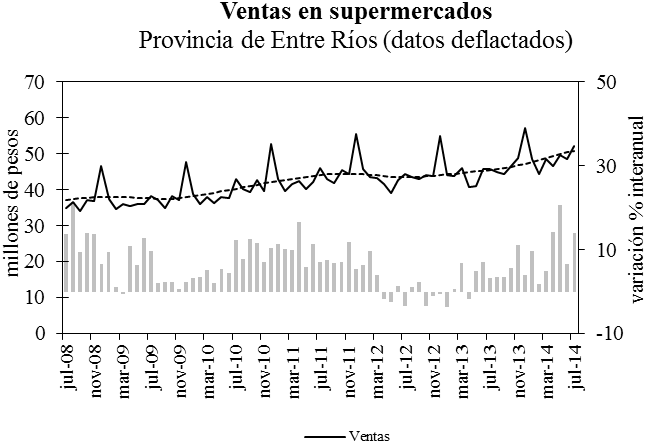 Ventas en supermercados
Provincia de Entre Ríos (datos deflactados)
millones de pesos
70
60
50
40
30
20
10
0
50
30
10
-10
variación % interanual
jul-08
nov-08
mar-09
jul-09
nov-09
mar-10
jul-10
nov-10
mar-11
jul-11
nov-11
mar-12
jul-12
nov-12
mar-13
jul-13
nov-13
mar-14
jul-14
Ventas